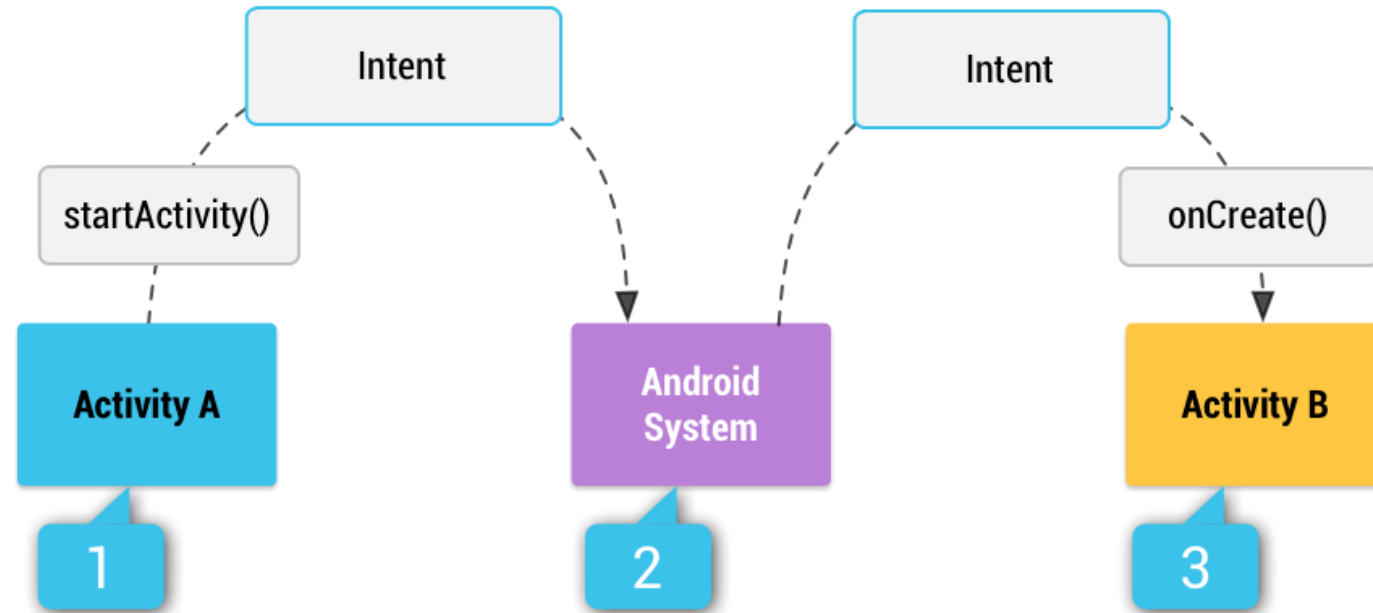 Intent
Intent
startActivity()
onCreate()
Activity A
Android
System
Activity B
1
2
3